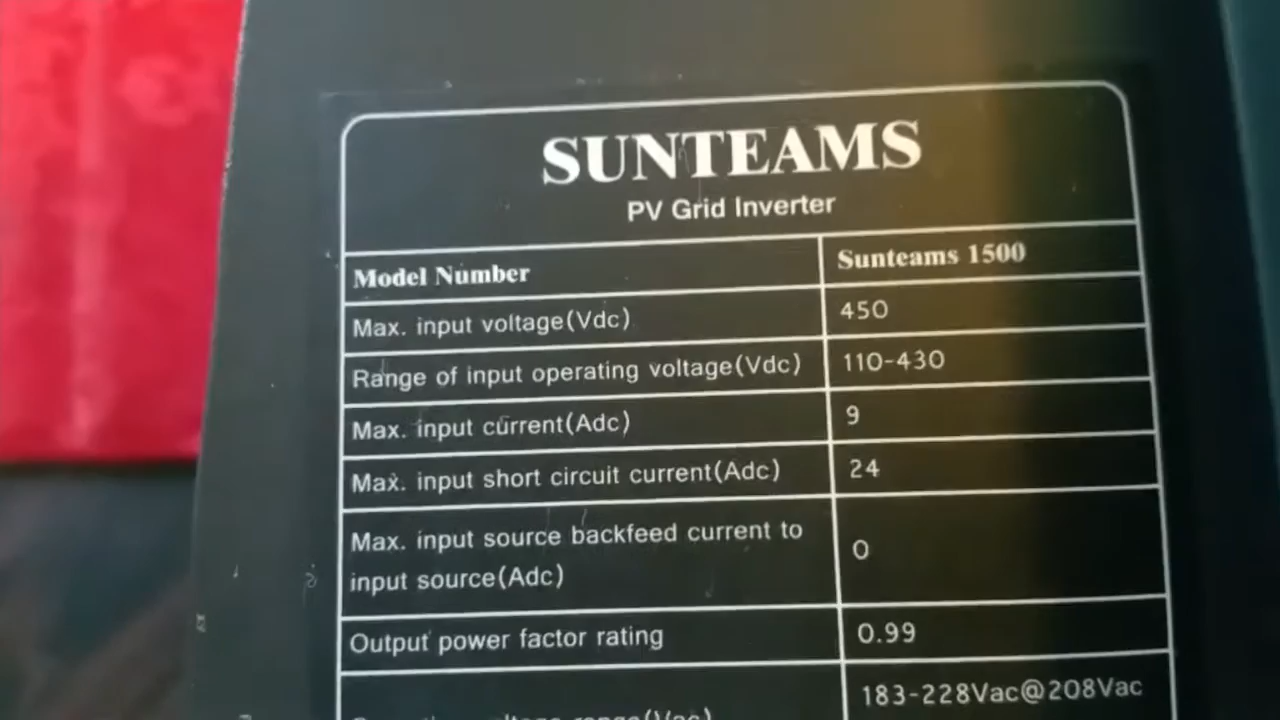 SUNTEAMS
PV Grid Inverter
Model Number Sunteams 1500
Max. input voltage(Vdc) 450
Range of input operating voltage(Vdc) 110-430
Max. input current(Adc) 9
Max. input short circuit current(Adc) 24
Max. input source backfeed current to
input source(Adc) 0
Output power factor rating 0.99
183-228Vac@208Vac